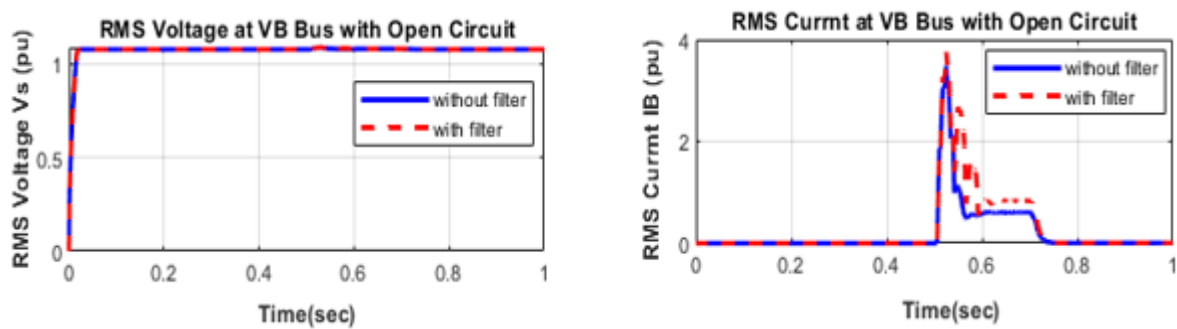 RMS Voltage at VB Bus with Open Circuit
RMS Voltage Vs (pu)
1
0.5
0
without filter
with filter
0 0.2 0.4 0.6 0.8 1
Time(sec)
RMS Currnt at VB Bus with Open Circuit
RMS Currnt IB (pu)
4
2
0
without filter
with filter
0 0.2 0.4 0.6 0.8 1
Time(sec)